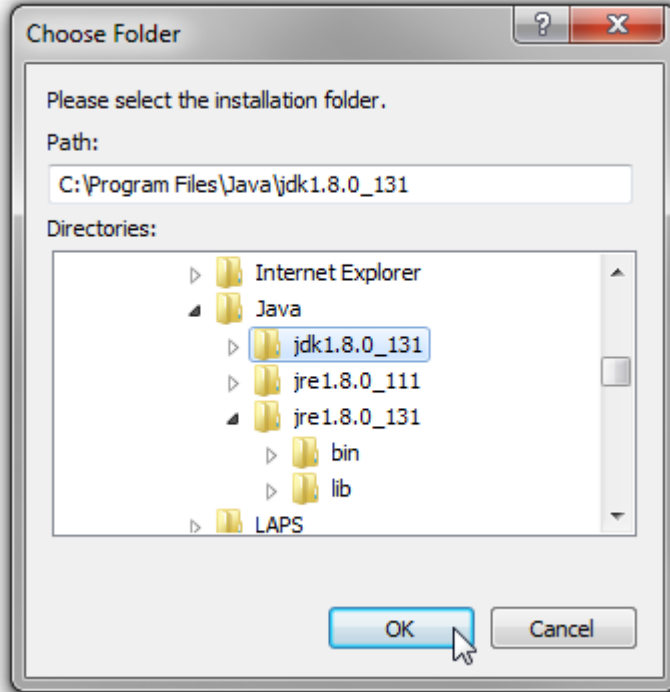 Choose Folder
Please select the installation folder.
Path:
C:\Program Files\Java\jdk1.8.0_131
Directories:
Internet Explorer
Java
jdk1.8.0_131
jre1.8.0_111
jre1.8.0_131
bin
lib
LAPS
OK
Cancel